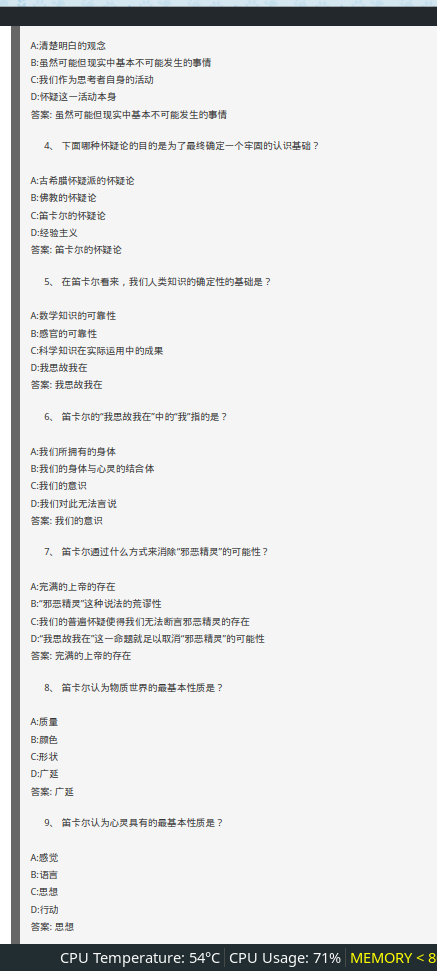 A:清楚明白的观念
B:虽然可能但现实中基本不可能发生的事情
C:我们作为思考者自身的活动
D:怀疑这一活动本身
答案: 虽然可能但现实中基本不可能发生的事情
4、 下面哪种怀疑论的目的是为了最终确定一个牢固的认识基础？
A:古希腊怀疑派的怀疑论
B:佛教的怀疑论
C:笛卡尔的怀疑论
D:经验主义
答案: 笛卡尔的怀疑论
5、 在笛卡尔看来，我们人类知识的确定性的基础是？
A:数学知识的可靠性
B:感官的可靠性
C:科学知识在实际运用中的成果
D:我思故我在
答案: 我思故我在
6、 笛卡尔的“我思故我在”中的“我”指的是？
A:我们所拥有的身体
B:我们的身体与心灵的结合体
C:我们的意识
D:我们对此无法言说
答案: 我们的意识
7、 笛卡尔通过什么方式来消除“邪恶精灵”的可能性？
A:完满的上帝的存在
B:“邪恶精灵”这种说法的荒谬性
C:我们的普遍怀疑使得我们无法断言邪恶精灵的存在
D:“我思故我在”这一命题就足以取消“邪恶精灵”的可能性
答案: 完满的上帝的存在
8、 笛卡尔认为物质世界的最基本性质是？
A:质量
B:颜色
C:形状
D:广延
答案: 广延
9、 笛卡尔认为心灵具有的最基本性质是？
A:感觉
B:语言
C:思想
D:行动
答案: 思想
CPU Temperature: 54°C CPU Usage: 71% MEMORY < 8